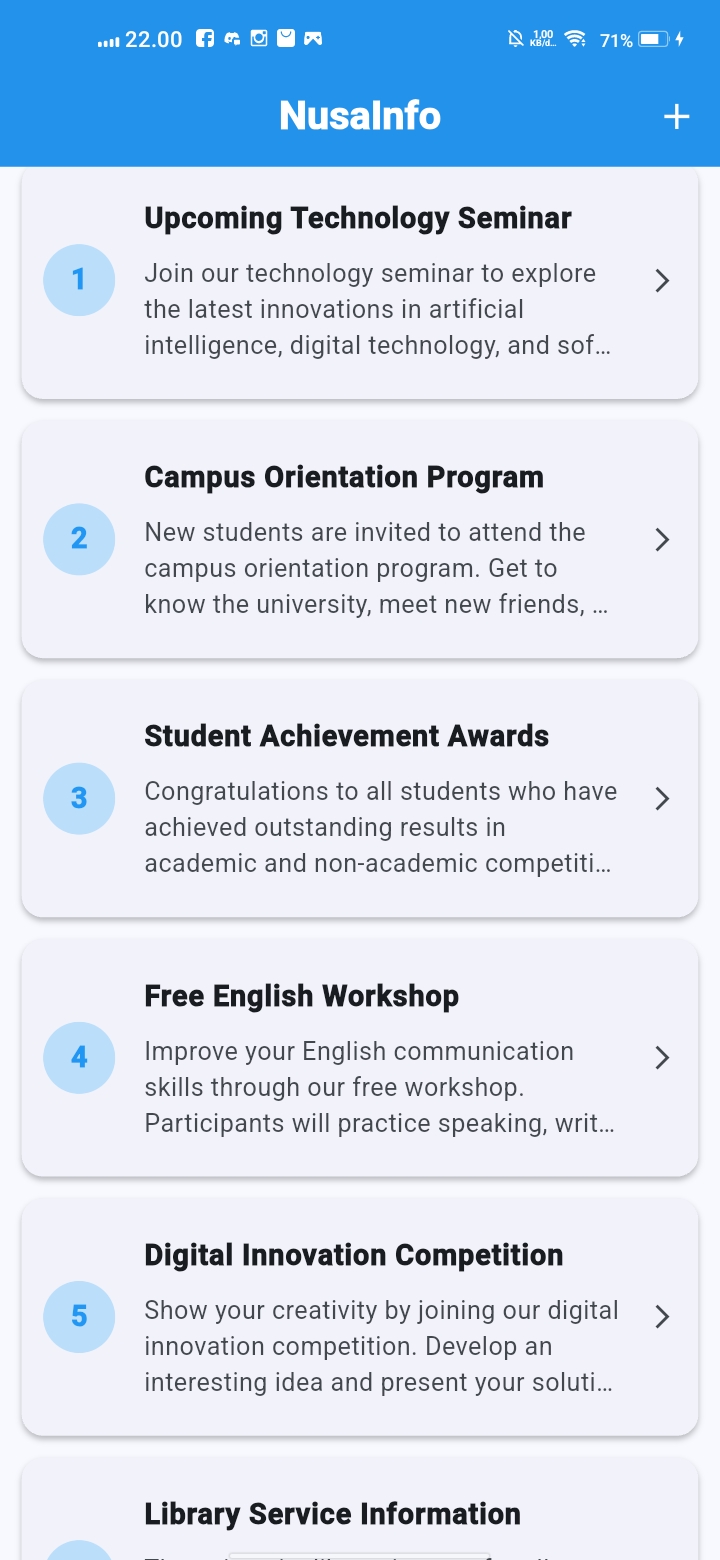 22.00
1,00
KB/d...
71%
NusaInfo
+
Upcoming Technology Seminar
1
Join our technology seminar to explore
the latest innovations in artificial
intelligence, digital technology, and sof...
Campus Orientation Program
2
New students are invited to attend the
campus orientation program. Get to
know the university, meet new friends, ...
Student Achievement Awards
3
Congratulations to all students who have
achieved outstanding results in
academic and non-academic competiti...
Free English Workshop
4
Improve your English communication
skills through our free workshop.
Participants will practice speaking, writ...
Digital Innovation Competition
5
Show your creativity by joining our digital
innovation competition. Develop an
interesting idea and present your soluti...
Library Service Information